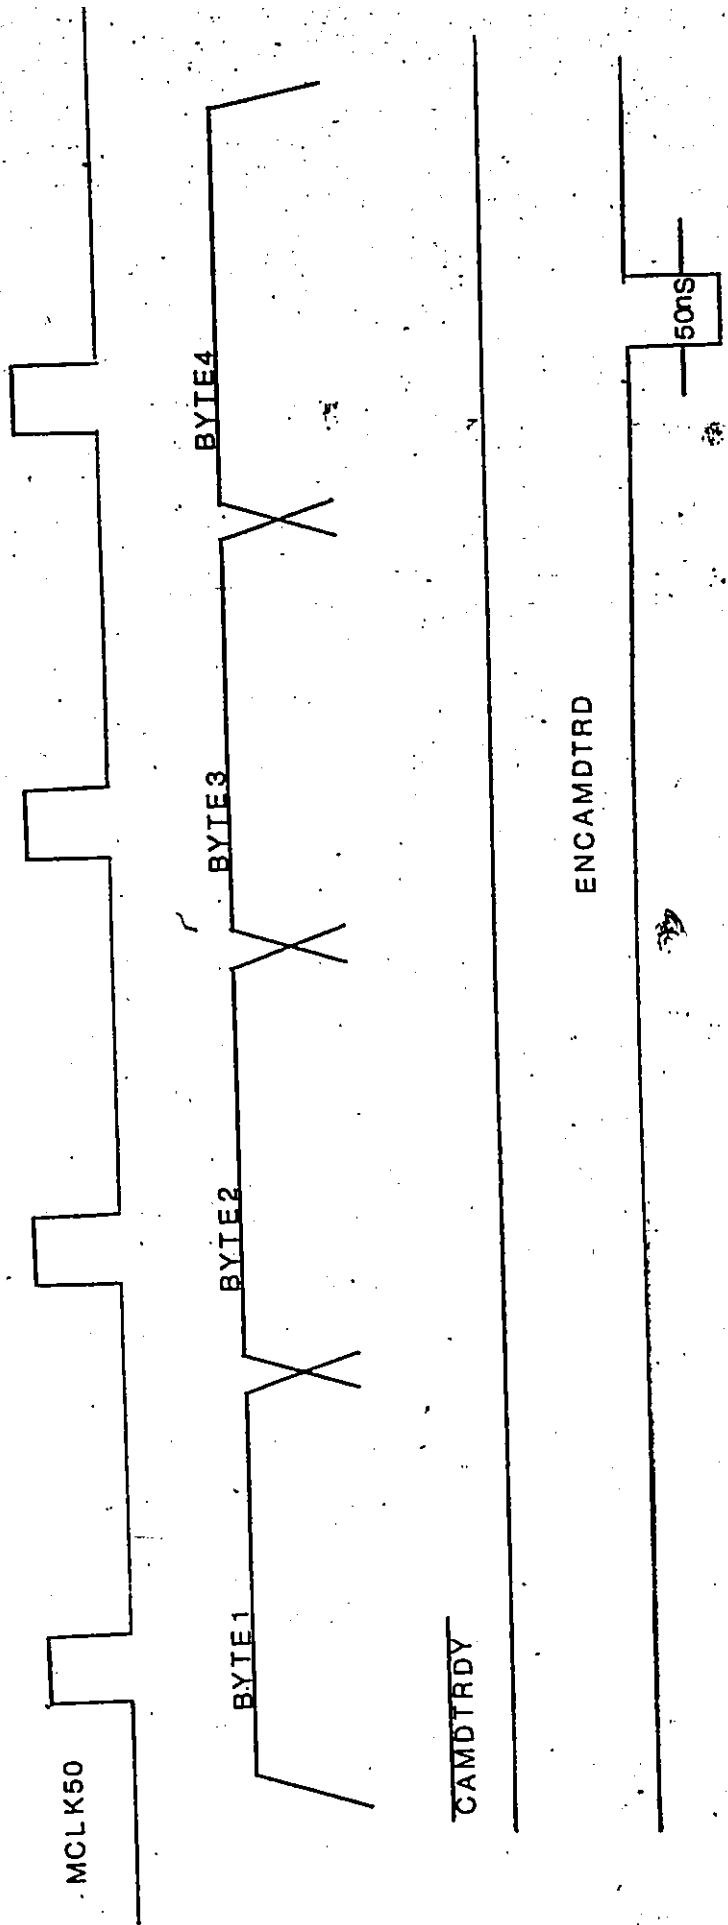 MCLK50
BYTE1
BYTE2
BYTE3
BYTE4
CAMDTRDY
ENCAMDTRD
50nS